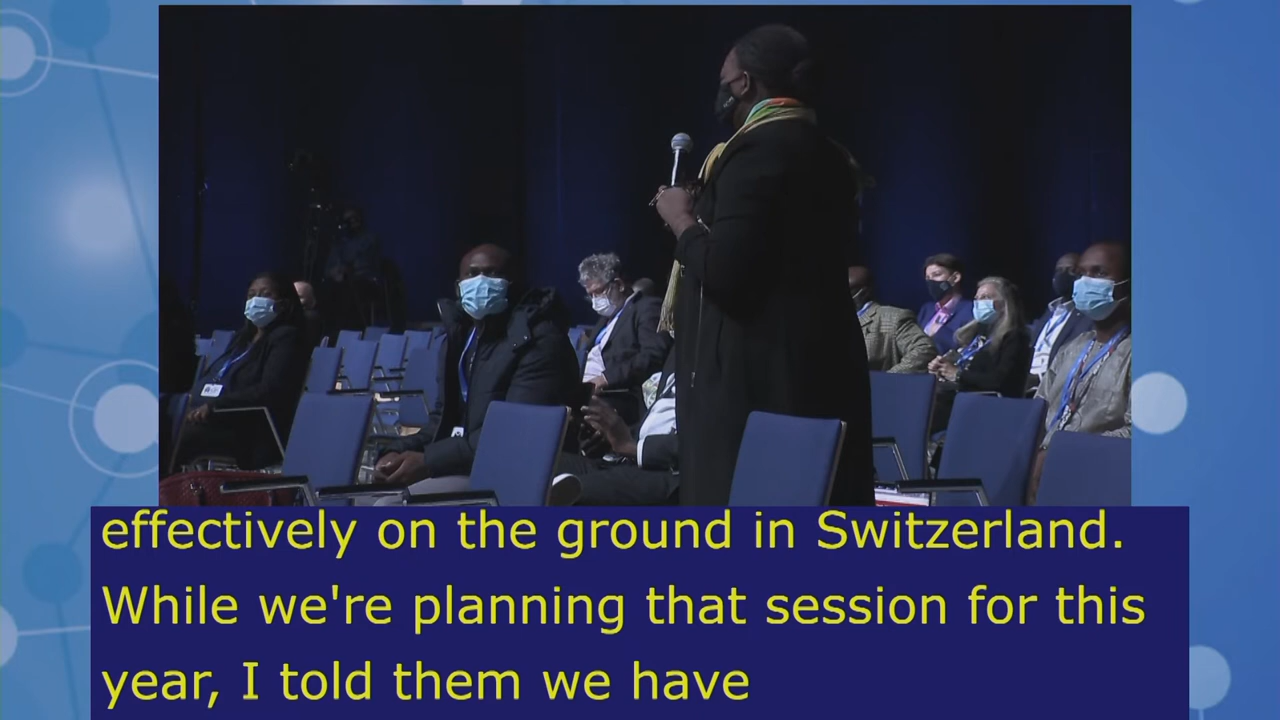 effectively on the ground in Switzerland.
While we're planning that session for this
year, I told them we have